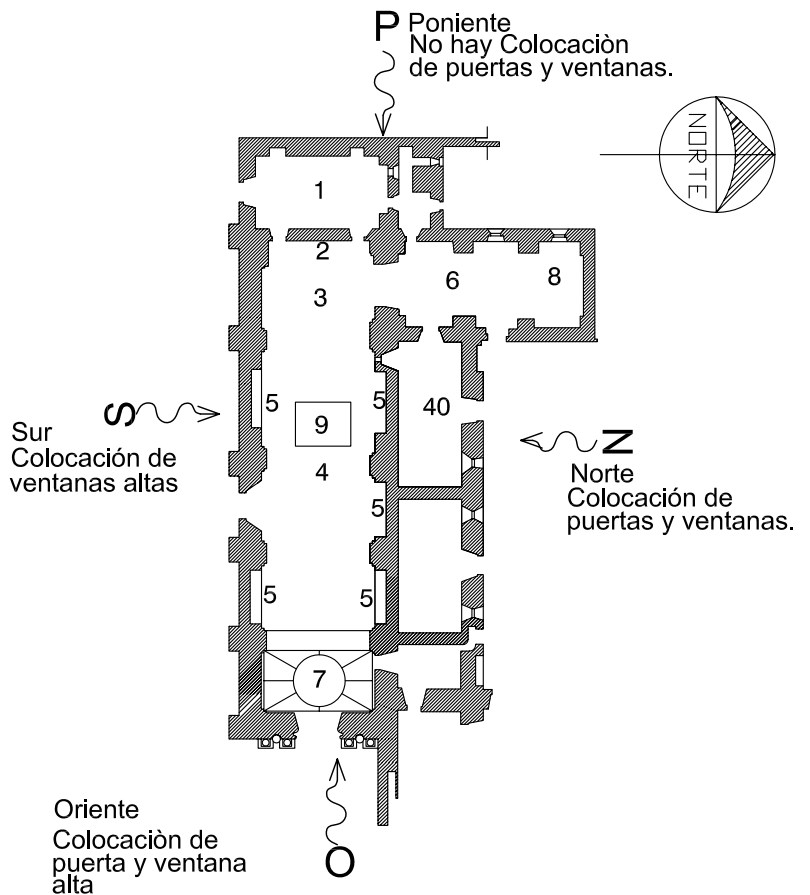 P Poniente
No hay Colocaciòn
de puertas y ventanas.
NORTE
1
2
3
6
8
5
5
40
9
S
Sur
Colocación de
ventanas altas
4
N
Norte
Colocación de
puertas y ventanas.
5
5
5
7
Oriente
Colocaciòn de
puerta y ventana
alta
O